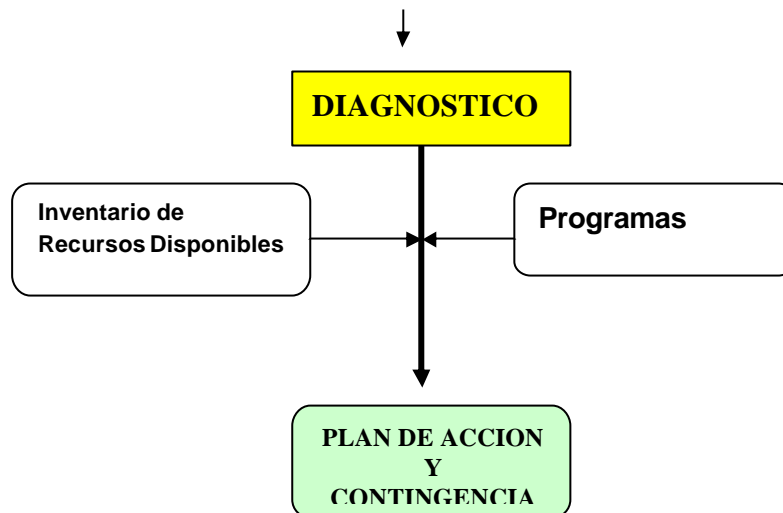 DIAGNOSTICO
Inventario de
Recursos Disponibles
Programas
PLAN DE ACCION
Y
CONTINGENCIA